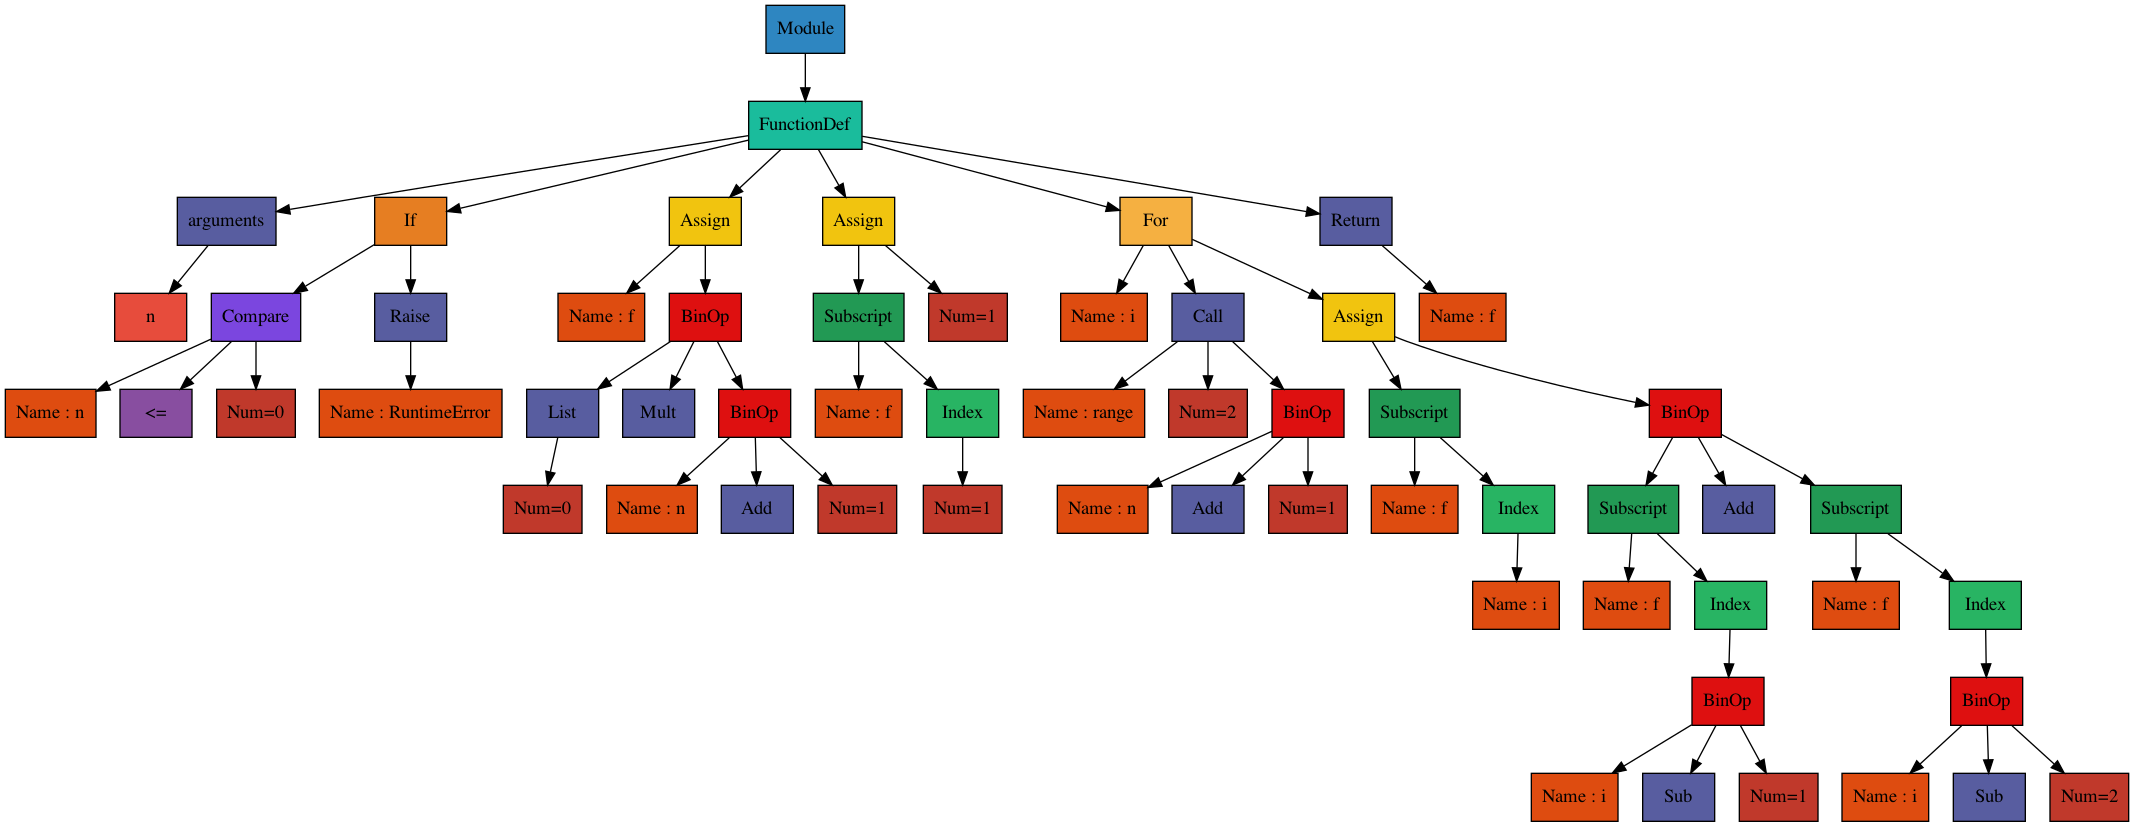 Module
FunctionDef
arguments
If
Assign
Assign
For
Return
n
Compare
Raise
Name : f
BinOp
Subscript
Num=1
Name : i
Call
Assign
Name : f
Name : n
<=
Num=0
Name : RuntimeError
List
Mult
BinOp
Name : f
Index
Name : range
Num=2
BinOp
Subscript
BinOp
Num=0
Name : n
Add
Num=1
Num=1
Name : n
Add
Num=1
Name : f
Index
Subscript
Add
Subscript
Name : i
Name : f
Index
Name : f
Index
BinOp
BinOp
Name : i
Sub
Num=1
Name : i
Sub
Num=2